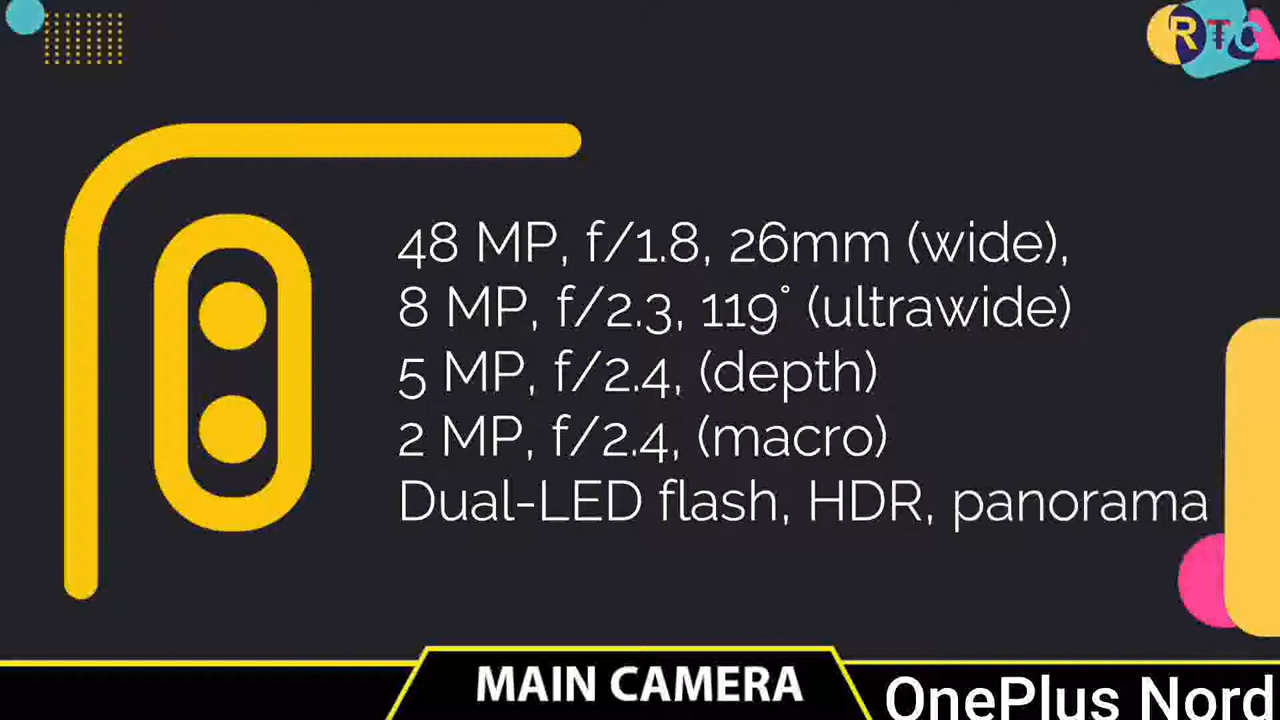 RTC
48 MP, f/1.8, 26mm (wide),
8 MP, f/2.3, 119° (ultrawide)
5 MP, f/2.4, (depth)
2 MP, f/2.4, (macro)
Dual-LED flash, HDR, panorama
MAIN CAMERA
OnePlus Nord